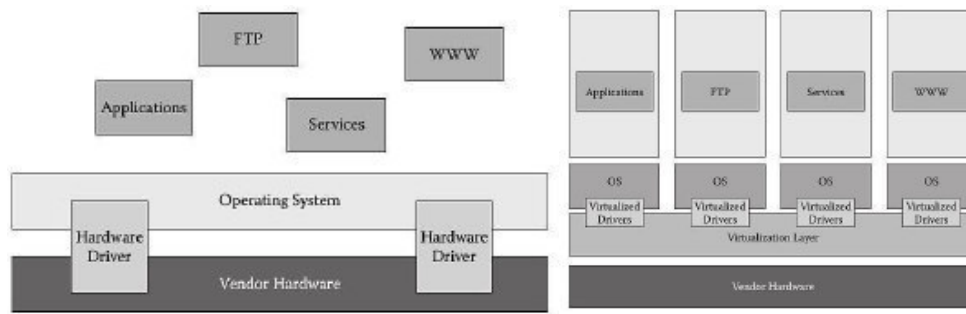 FTP
WWW
Applications
Services
Operating System
Hardware
Driver
Hardware
Driver
Vendor Hardware
Applications
FTP
Services
WWW
OS
OS
OS
OS
Virtualized
Drivers
Virtualized
Drivers
Virtualized
Drivers
Virtualized
Drivers
Virtualization Layer
Vendor Hardware